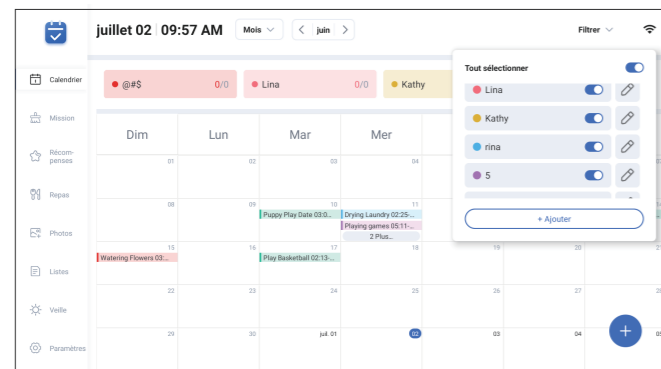 juillet 02 09:57 AM
Mois
juin
Filtrer
Calendrier
Mission
Récom-
penses
Repas
Photos
Listes
Veille
Paramètres
@#$ 0/0
Lina 0/0
Kathy
Tout sélectionner
Lina
Kathy
rina
5
+ Ajouter
Dim Lun Mar Mer
01 02 03 04
08 09 10 11
Puppy Play Date 03:0... Drying Laundry 02:25-...
Playing games 05:11-...
2 Plus...
15 16 17 18 19 20
Watering Flowers 03:... Play Basketball 02:13-...
22 23 24 25 26 27
29 30 juil. 01 02 03 04 05